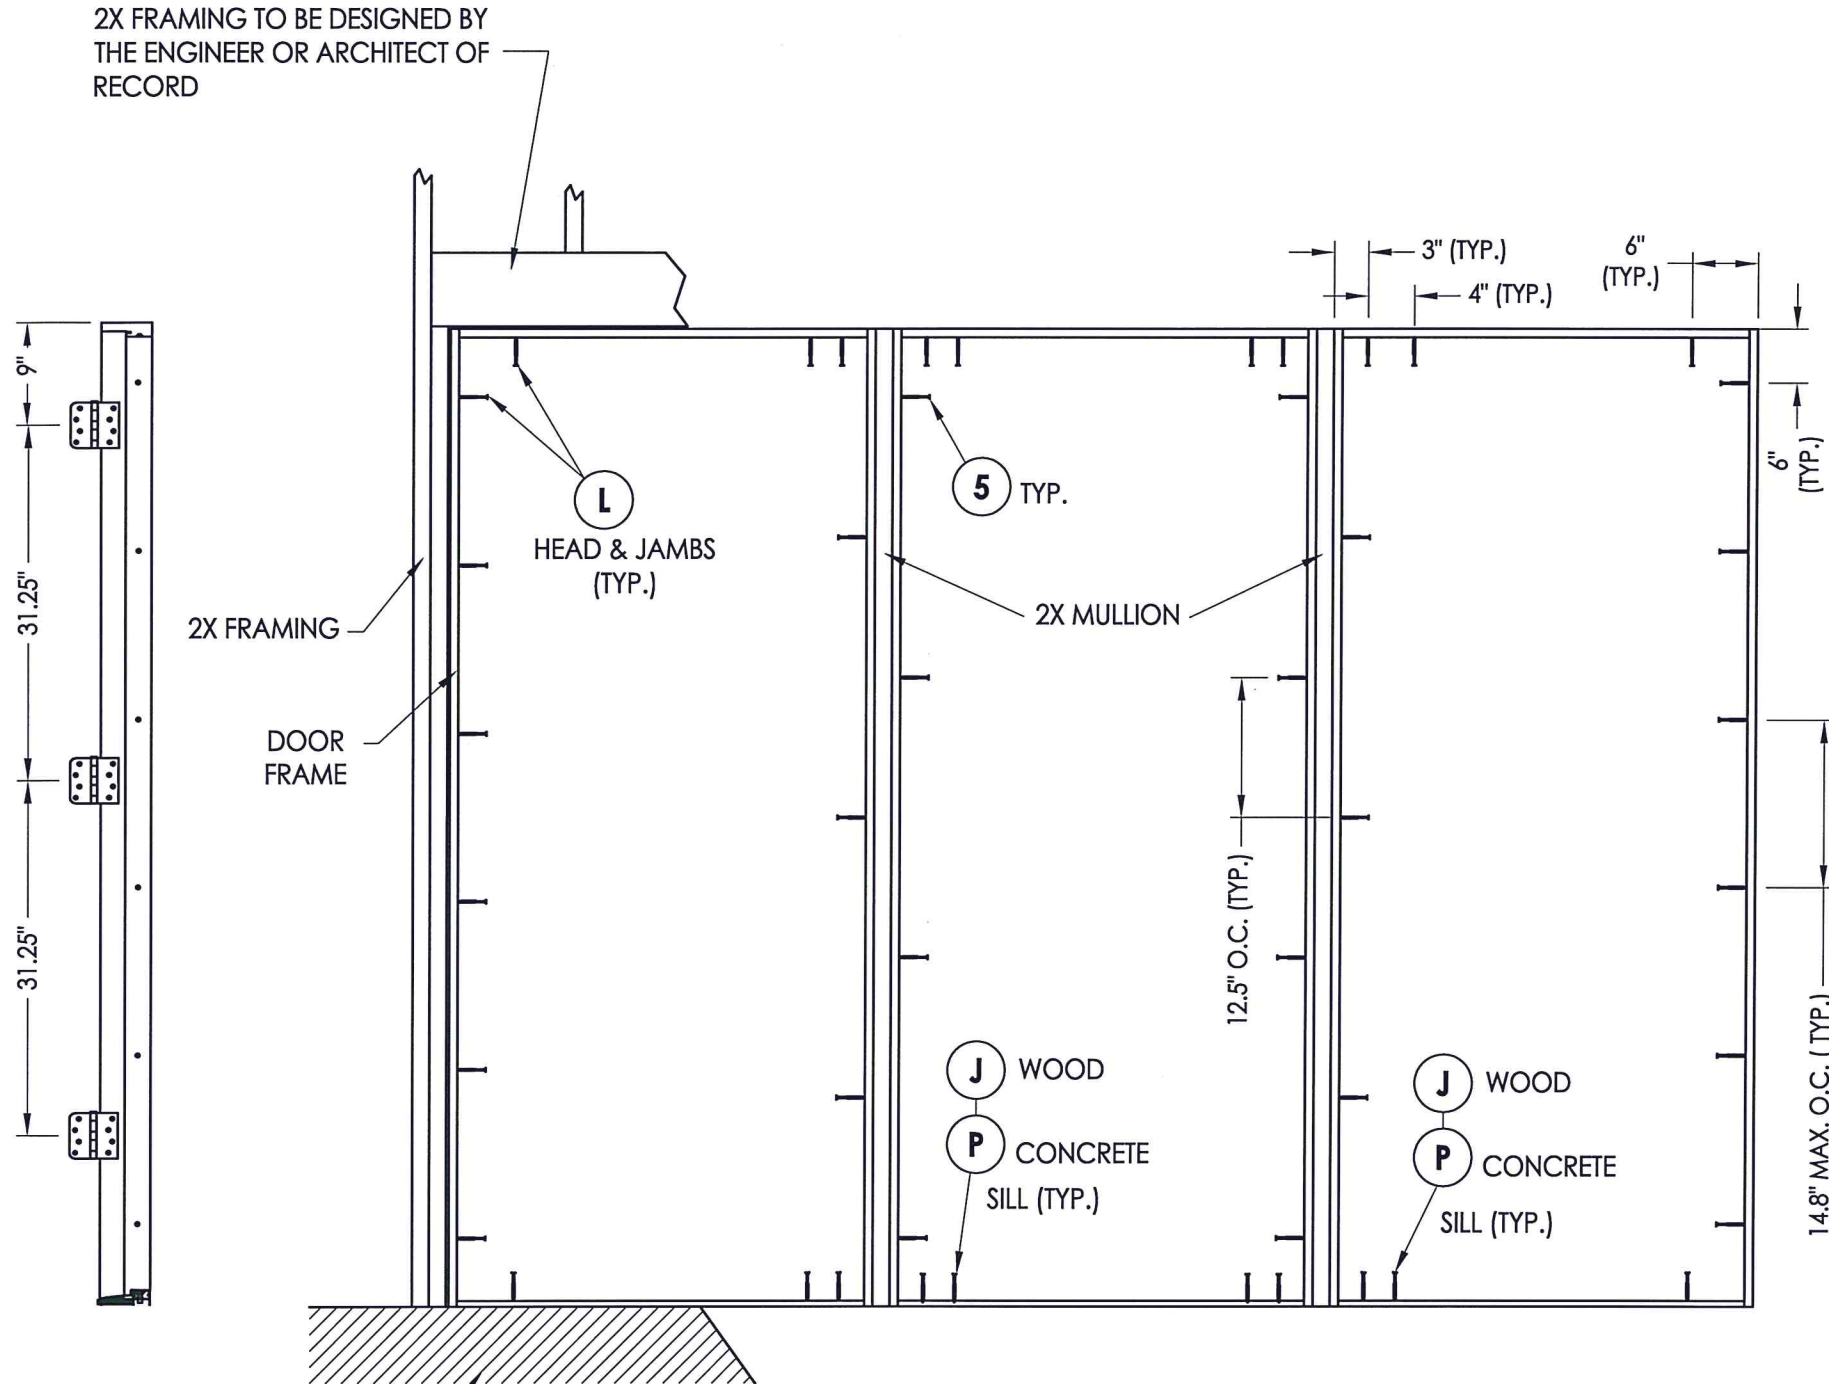 2X FRAMING TO BE DESIGNED BY
THE ENGINEER OR ARCHITECT OF
RECORD
3" (TYP.)
6"
(TYP.)
4" (TYP.)
9"
6"
(TYP.)
L
HEAD & JAMBS
(TYP.)
5 TYP.
31.25"
2X FRAMING
2X MULLION
DOOR
FRAME
31.25"
12.5" O.C. (TYP.)
14.8" MAX. O.C. ( TYP.)
J WOOD
P CONCRETE
SILL (TYP.)
J WOOD
P CONCRETE
SILL (TYP.)